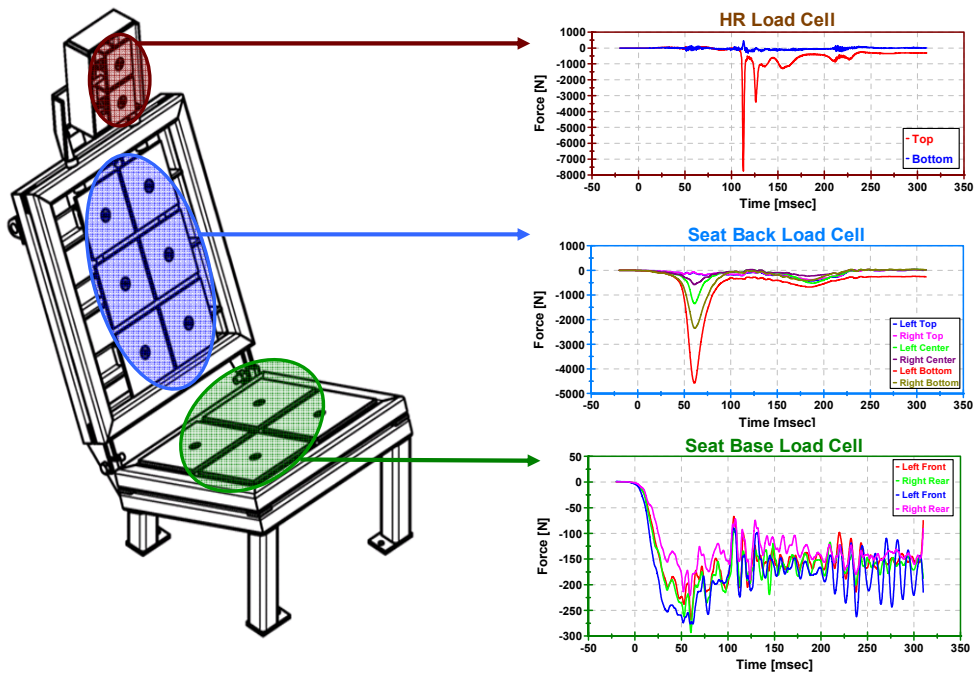 HR Load Cell
Force [N]
1000
0
-1000
-2000
-3000
-4000
-5000
-6000
-7000
-8000
Top
Bottom
-50 0 50 100 150 200 250 300 350
Time [msec]
Seat Back Load Cell
Force [N]
1000
0
-1000
-2000
-3000
-4000
-5000
Left Top
Right Top
Left Center
Right Center
Left Bottom
Right Bottom
-50 0 50 100 150 200 250 300 350
Time [msec]
Seat Base Load Cell
Force [N]
50
0
-50
-100
-150
-200
-250
-300
Left Front
Right Rear
Left Front
Right Rear
-50 0 50 100 150 200 250 300 350
Time [msec]